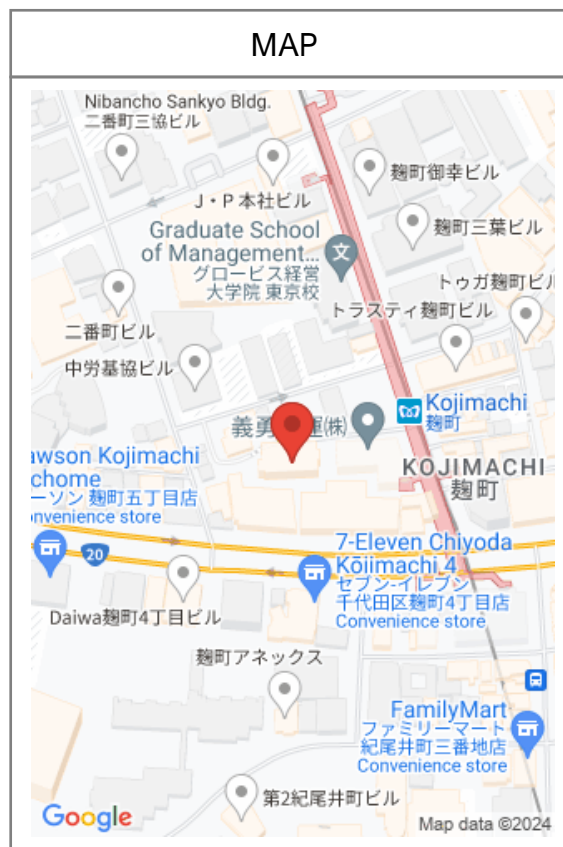 MAP
Nibancho Sankyo Bldg.
二番町三協ビル
J・P本社ビル
麹町御幸ビル
麹町三葉ビル
Graduate School
of Management...
グロービス経営
大学院 東京校
トゥガ麹町ビル
トラスティ麹町ビル
二番町ビル
中労基協ビル
Kojimachi
麹町
義勇
運㈱
KOJIMACHI
麹町
awson Kojimachi
chome
ーソン 麹町五丁目店
onvenience store
20
7-Eleven Chiyoda
Kōjimachi 4
セブン-イレブン
千代田区麹町4丁目店
Convenience store
Daiwa麹町4丁目ビル
麹町アネックス
FamilyMart
ファミリーマート
紀尾井町三番地店
Convenience store
第2紀尾井町ビル
Google
Map data ©2024